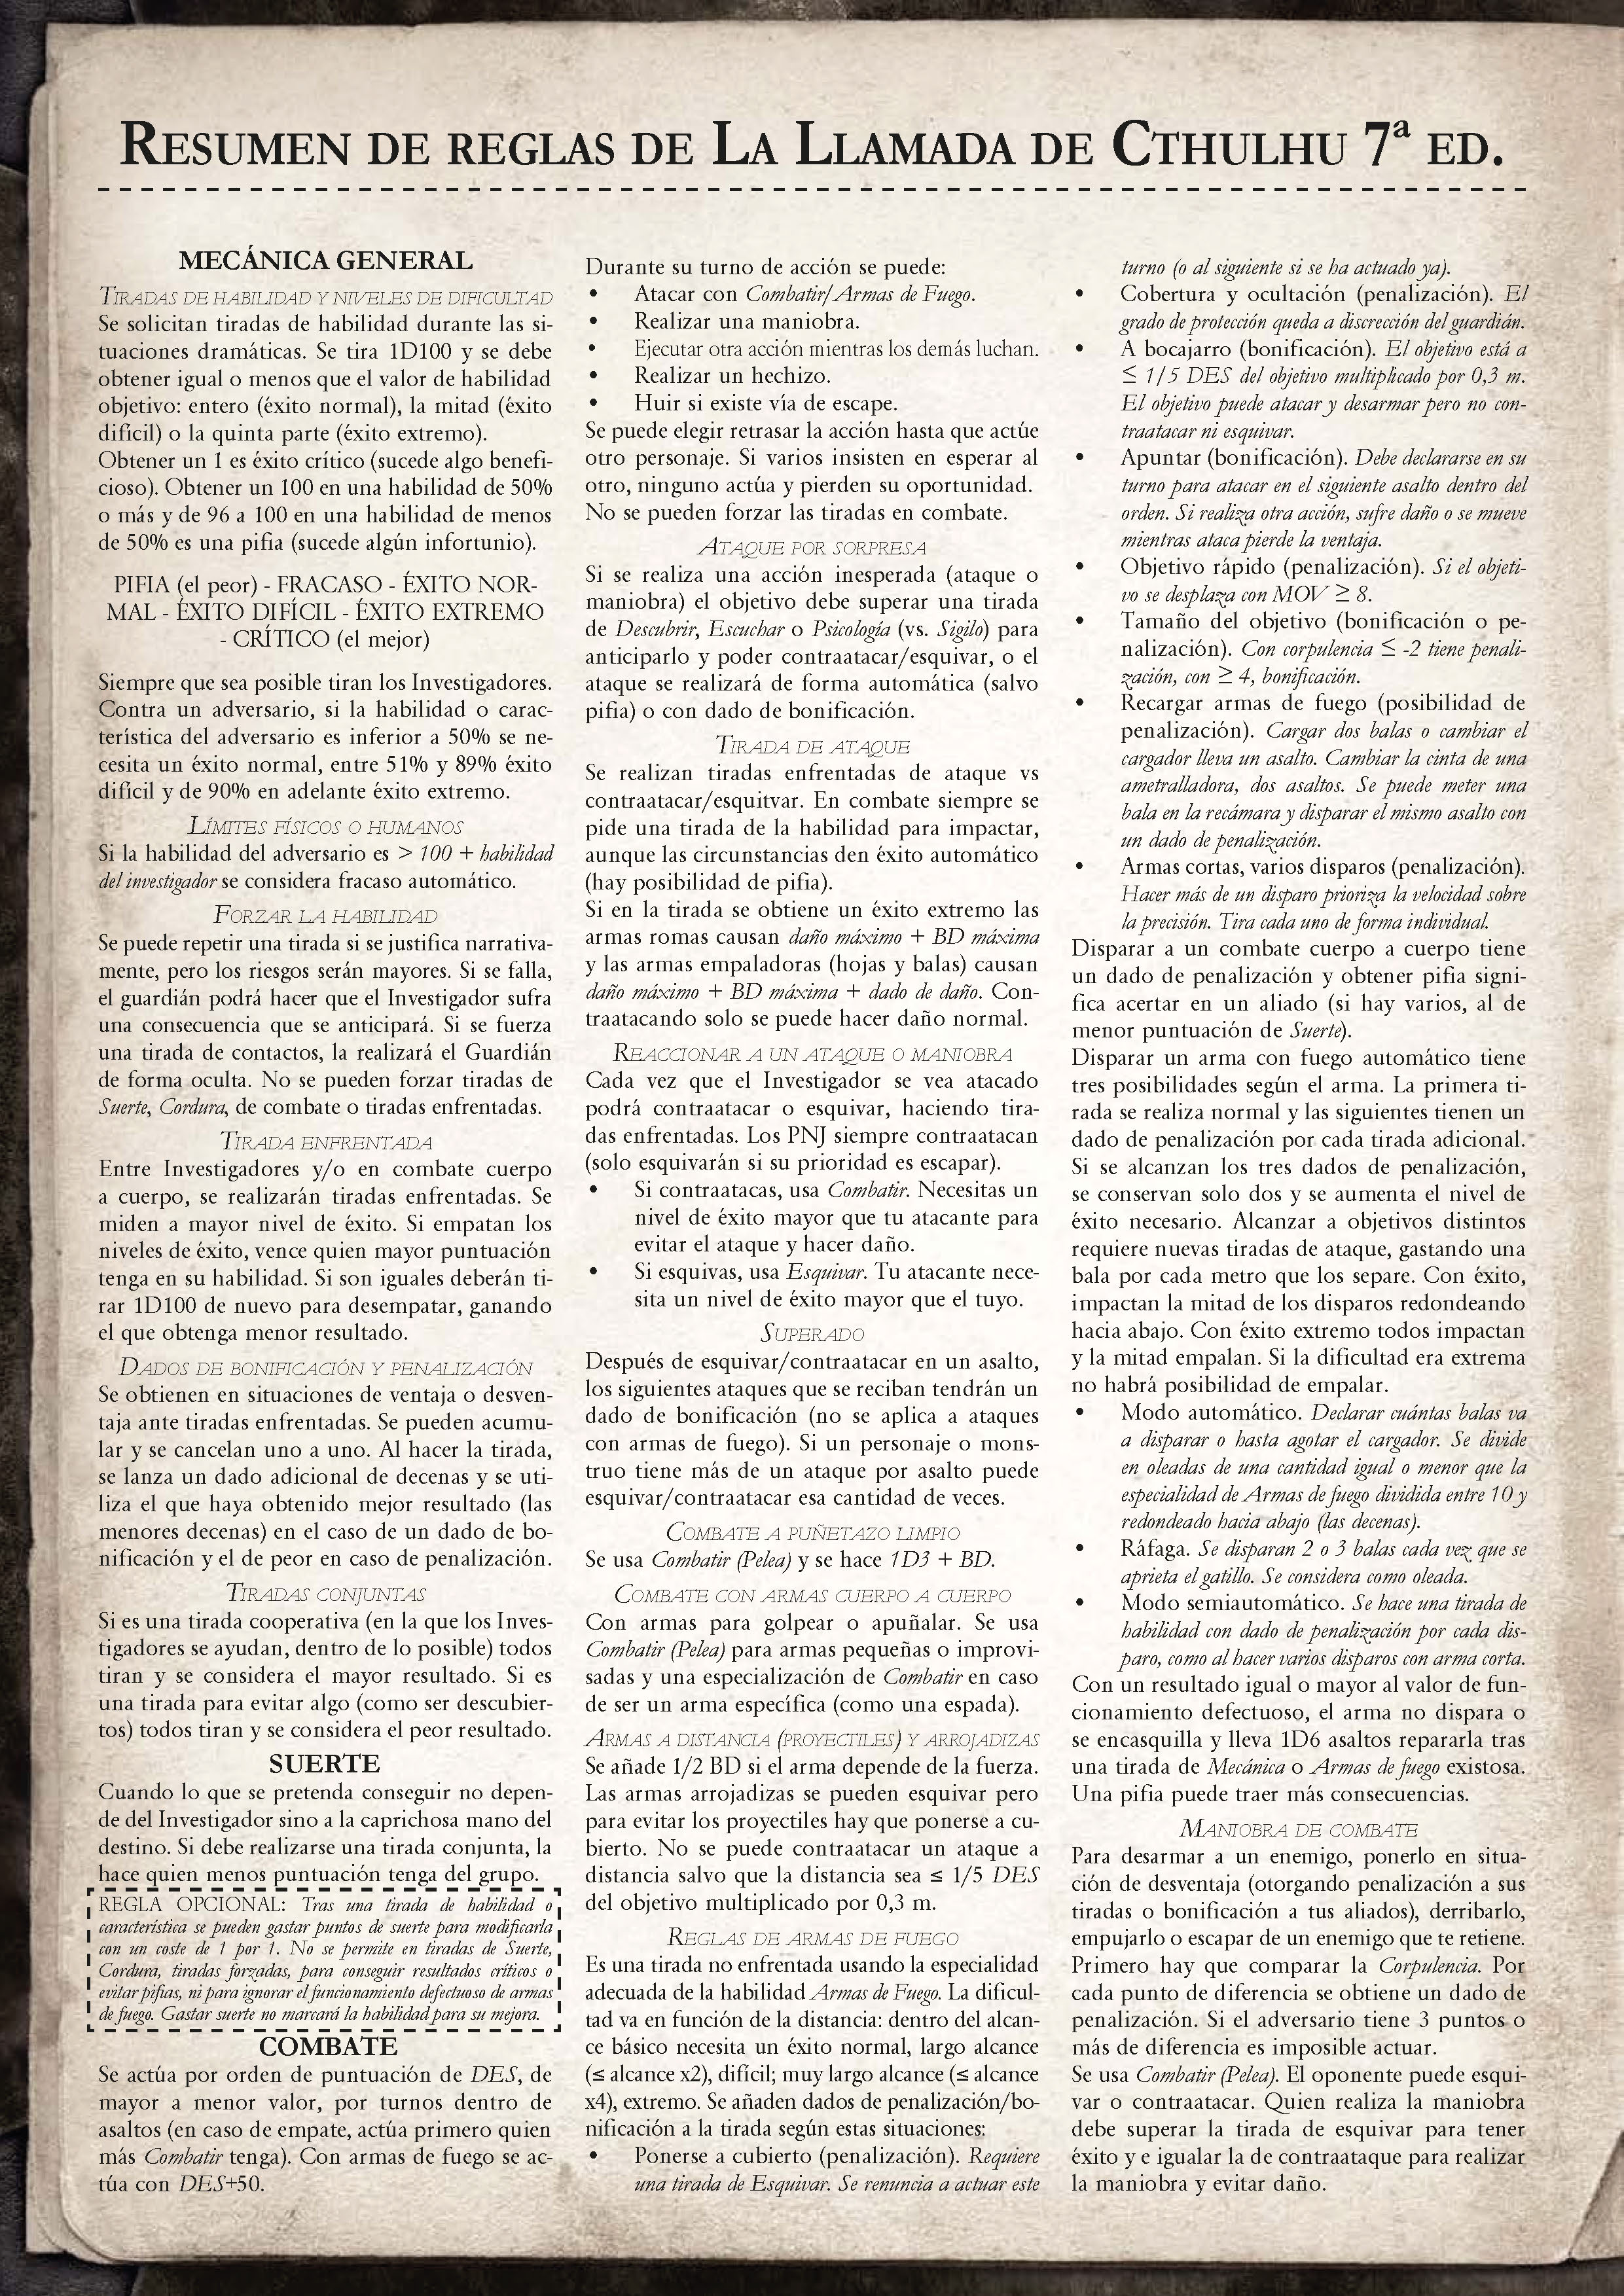 RESUMEN DE REGLAS DE LA LLAMADA DE CTHULHU 7ª ED.
MECÁNICA GENERAL
TIRADAS DE HABILIDAD Y NIVELES DE DIFICULTAD
Se solicitan tiradas de habilidad durante las si-
tuaciones dramáticas. Se tira 1D100 y se debe
obtener igual o menos que el valor de habilidad
objetivo: entero (éxito normal), la mitad (éxito
difícil) o la quinta parte (éxito extremo).
Obtener un 1 es éxito crítico (sucede algo benefi-
cioso). Obtener un 100 en una habilidad de 50%
o más y de 96 a 100 en una habilidad de menos
de 50% es una pifia (sucede algún infortunio).
PIFIA (el peor) - FRACASO - ÉXITO NOR-
MAL - ÉXITO DIFÍCIL - ÉXITO EXTREMO
- CRÍTICO (el mejor)
Siempre que sea posible tiran los Investigadores.
Contra un adversario, si la habilidad o carac-
terística del adversario es inferior a 50% se ne-
cesita un éxito normal, entre 51% y 89% éxito
difícil y de 90% en adelante éxito extremo.
LÍMITES FÍSICOS O HUMANOS
Si la habilidad del adversario es > 100 + habilidad
del investigador se considera fracaso automático.
FORZAR LA HABILIDAD
Se puede repetir una tirada si se justifica narrativa-
mente, pero los riesgos serán mayores. Si se falla,
el guardián podrá hacer que el Investigador sufra
una consecuencia que se anticipará. Si se fuerza
una tirada de contactos, la realizará el Guardián
de forma oculta. No se pueden forzar tiradas de
Suerte, Cordura, de combate o tiradas enfrentadas.
TIRADA ENFRENTADA
Entre Investigadores y/o en combate cuerpo
a cuerpo, se realizarán tiradas enfrentadas. Se
miden a mayor nivel de éxito. Si empatan los
niveles de éxito, vence quien mayor puntuación
tenga en su habilidad. Si son iguales deberán ti-
rar 1D100 de nuevo para desempatar, ganando
el que obtenga menor resultado.
DADOS DE BONIFICACIÓN Y PENALIZACIÓN
Se obtienen en situaciones de ventaja o desven-
taja ante tiradas enfrentadas. Se pueden acumu-
lar y se cancelan uno a uno. Al hacer la tirada,
se lanza un dado adicional de decenas y se uti-
liza el que haya obtenido mejor resultado (las
menores decenas) en el caso de un dado de bo-
nificación y el de peor en caso de penalización.
TIRADAS CONJUNTAS
Si es una tirada cooperativa (en la que los Inves-
tigadores se ayudan, dentro de lo posible) todos
tiran y se considera el mayor resultado. Si es
una tirada para evitar algo (como ser descubier-
tos) todos tiran y se considera el peor resultado.
SUERTE
Cuando lo que se pretenda conseguir no depen-
de del Investigador sino a la caprichosa mano del
destino. Si debe realizarse una tirada conjunta, la
hace quien menos puntuación tenga del grupo.
REGLA OPCIONAL: Tras una tirada de habilidad o
característica se pueden gastar puntos de suerte para modificarla
con un coste de 1 por 1. No se permite en tiradas de Suerte,
Cordura, tiradas forzadas, para conseguir resultados críticos o
evitar pifias, ni para ignorar el funcionamiento defectuoso de armas
de fuego. Gastar suerte no marcará la habilidad para su mejora.
COMBATE
Se actúa por orden de puntuación de DES, de
mayor a menor valor, por turnos dentro de
asaltos (en caso de empate, actúa primero quien
más Combatir tenga). Con armas de fuego se ac-
túa con DES+50.
Durante su turno de acción se puede:
• Atacar con Combatir/Armas de Fuego.
• Realizar una maniobra.
• Ejecutar otra acción mientras los demás luchan.
• Realizar un hechizo.
• Huir si existe vía de escape.
Se puede elegir retrasar la acción hasta que actúe
otro personaje. Si varios insisten en esperar al
otro, ninguno actúa y pierden su oportunidad.
No se pueden forzar las tiradas en combate.
ATAQUE POR SORPRESA
Si se realiza una acción inesperada (ataque o
maniobra) el objetivo debe superar una tirada
de Descubrir, Escuchar o Psicología (vs. Sigilo) para
anticiparlo y poder contraatacar/esquivar, o el
ataque se realizará de forma automática (salvo
pifia) o con dado de bonificación.
TIRADA DE ATAQUE
Se realizan tiradas enfrentadas de ataque vs
contraatacar/esquitvar. En combate siempre se
pide una tirada de la habilidad para impactar,
aunque las circunstancias den éxito automático
(hay posibilidad de pifia).
Si en la tirada se obtiene un éxito extremo las
armas romas causan daño máximo + BD máxima
y las armas empaladoras (hojas y balas) causan
daño máximo + BD máxima + dado de daño. Con-
traatacando solo se puede hacer daño normal.
REACCIONAR A UN ATAQUE O MANIOBRA
Cada vez que el Investigador se vea atacado
podrá contraatacar o esquivar, haciendo tira-
das enfrentadas. Los PNJ siempre contraatacan
(solo esquivarán si su prioridad es escapar).
• Si contraatacas, usa Combatir. Necesitas un
nivel de éxito mayor que tu atacante para
evitar el ataque y hacer daño.
• Si esquivas, usa Esquivar. Tu atacante nece-
sita un nivel de éxito mayor que el tuyo.
SUPERADO
Después de esquivar/contraatacar en un asalto,
los siguientes ataques que se reciban tendrán un
dado de bonificación (no se aplica a ataques
con armas de fuego). Si un personaje o mons-
truo tiene más de un ataque por asalto puede
esquivar/contraatacar esa cantidad de veces.
COMBATE A PUÑETAZO LIMPIO
Se usa Combatir (Pelea) y se hace 1D3 + BD.
COMBATE CON ARMAS CUERPO A CUERPO
Con armas para golpear o apuñalar. Se usa
Combatir (Pelea) para armas pequeñas o improvi-
sadas y una especialización de Combatir en caso
de ser un arma específica (como una espada).
ARMAS A DISTANCIA (PROYECTILES) Y ARROJADIZAS
Se añade 1/2 BD si el arma depende de la fuerza.
Las armas arrojadizas se pueden esquivar pero
para evitar los proyectiles hay que ponerse a cu-
bierto. No se puede contraatacar un ataque a
distancia salvo que la distancia sea ≤ 1/5 DES
del objetivo multiplicado por 0,3 m.
REGLAS DE ARMAS DE FUEGO
Es una tirada no enfrentada usando la especialidad
adecuada de la habilidad Armas de Fuego. La dificul-
tad va en función de la distancia: dentro del alcan-
ce básico necesita un éxito normal, largo alcance
(≤ alcance x2), difícil; muy largo alcance (≤ alcance
x4), extremo. Se añaden dados de penalización/bo-
nificación a la tirada según estas situaciones:
• Ponerse a cubierto (penalización). Requiere
una tirada de Esquivar. Se renuncia a actuar este
turno (o al siguiente si se ha actuado ya).
• Cobertura y ocultación (penalización). El
grado de protección queda a discrección del guardián.
• A bocajarro (bonificación). El objetivo está a
≤ 1/5 DES del objetivo multiplicado por 0,3 m.
El objetivo puede atacar y desarmar pero no con-
traatacar ni esquivar.
• Apuntar (bonificación). Debe declararse en su
turno para atacar en el siguiente asalto dentro del
orden. Si realiza otra acción, sufre daño o se mueve
mientras ataca pierde la ventaja.
• Objetivo rápido (penalización). Si el objeti-
vo se desplaza con MOV ≥ 8.
• Tamaño del objetivo (bonificación o pe-
nalización). Con corpulencia ≤ -2 tiene penali-
zación, con ≥ 4, bonificación.
• Recargar armas de fuego (posibilidad de
penalización). Cargar dos balas o cambiar el
cargador lleva un asalto. Cambiar la cinta de una
ametralladora, dos asaltos. Se puede meter una
bala en la recámara y disparar el mismo asalto con
un dado de penalización.
• Armas cortas, varios disparos (penalización).
Hacer más de un disparo prioriza la velocidad sobre
la precisión. Tira cada uno de forma individual.
Disparar a un combate cuerpo a cuerpo tiene
un dado de penalización y obtener pifia signi-
fica acertar en un aliado (si hay varios, al de
menor puntuación de Suerte).
Disparar un arma con fuego automático tiene
tres posibilidades según el arma. La primera ti-
rada se realiza normal y las siguientes tienen un
dado de penalización por cada tirada adicional.
Si se alcanzan los tres dados de penalización,
se conservan solo dos y se aumenta el nivel de
éxito necesario. Alcanzar a objetivos distintos
requiere nuevas tiradas de ataque, gastando una
bala por cada metro que los separe. Con éxito,
impactan la mitad de los disparos redondeando
hacia abajo. Con éxito extremo todos impactan
y la mitad empalan. Si la dificultad era extrema
no habrá posibilidad de empalar.
• Modo automático. Declarar cuántas balas va
a disparar o hasta agotar el cargador. Se divide
en oleadas de una cantidad igual o menor que la
especialidad de Armas de fuego dividida entre 10 y
redondeado hacia abajo (las decenas).
• Ráfaga. Se disparan 2 o 3 balas cada vez que se
aprieta el gatillo. Se considera como oleada.
• Modo semiautomático. Se hace una tirada de
habilidad con dado de penalización por cada dis-
paro, como al hacer varios disparos con arma corta.
Con un resultado igual o mayor al valor de fun-
cionamiento defectuoso, el arma no dispara o
se encasquilla y lleva 1D6 asaltos repararla tras
una tirada de Mecánica o Armas de fuego existosa.
Una pifia puede traer más consecuencias.
MANIOBRA DE COMBATE
Para desarmar a un enemigo, ponerlo en situa-
ción de desventaja (otorgando penalización a sus
tiradas o bonificación a tus aliados), derribarlo,
empujarlo o escapar de un enemigo que te retiene.
Primero hay que comparar la Corpulencia. Por
cada punto de diferencia se obtiene un dado de
penalización. Si el adversario tiene 3 puntos o
más de diferencia es imposible actuar.
Se usa Combatir (Pelea). El oponente puede esqui-
var o contraatacar. Quien realiza la maniobra
debe superar la tirada de esquivar para tener
éxito y e igualar la de contraataque para realizar
la maniobra y evitar daño.